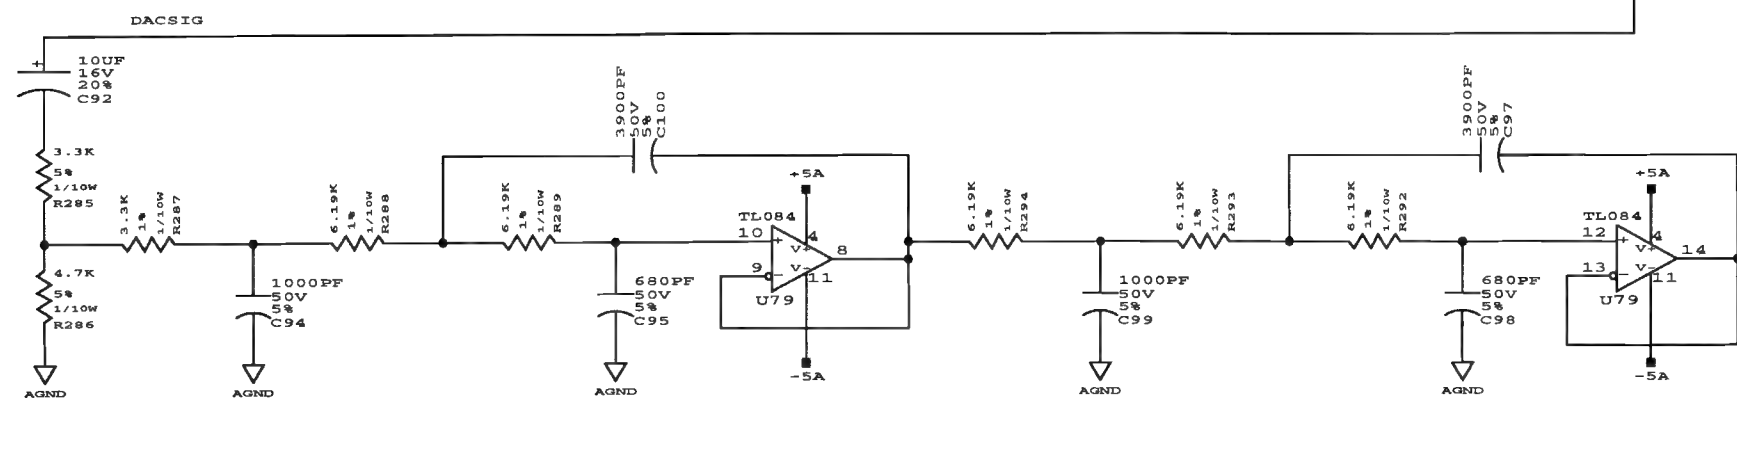 DACSIG
10UF
16V
20%
C92
3.3K
5%
1/10W
R285
3.3K
1%
1/10W
R287
4.7K
5%
1/10W
R286
AGND
1000PF
50V
5%
C94
AGND
6.19K
1%
1/10W
R288
3900PF
50V
5%
C100
6.19K
1%
1/10W
R289
680PF
50V
5%
C95
AGND
+5A
TL084
10
+
4
V+
8
9
-
V-
11
U79
-5A
6.19K
1%
1/10W
R294
1000PF
50V
5%
C99
AGND
6.19K
1%
1/10W
R293
3900PF
50V
5%
C97
6.19K
1%
1/10W
R292
680PF
50V
5%
C98
AGND
+5A
TL084
12
+
4
V+
14
13
-
V-
11
U79
-5A